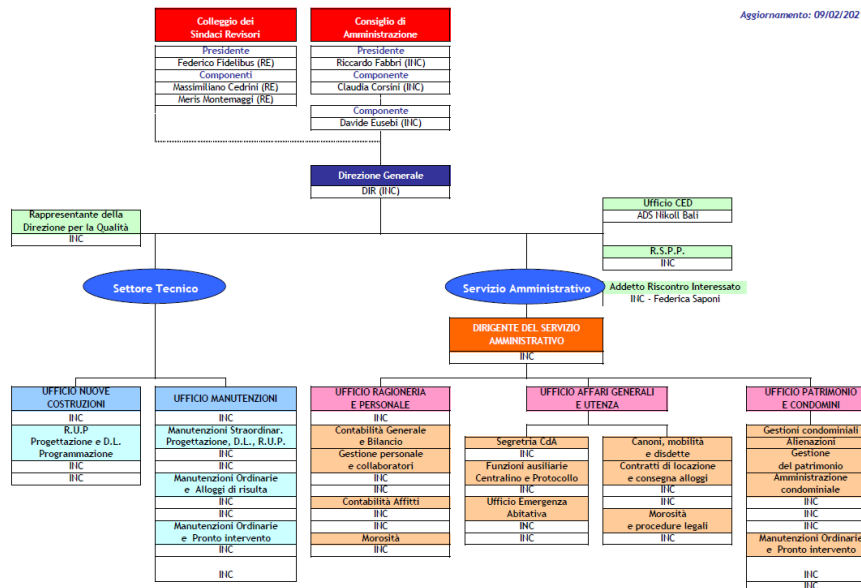 Aggiornamento: 09/02/202
Colleggio dei
Sindaci Revisori
Presidente
Federico Fidelibus (RE)
Componenti
Massimiliano Cedrini (RE)
Meris Montemaggi (RE)
Consiglio di
Amministrazione
Presidente
Riccardo Fabbri (INC)
Componente
Claudia Corsini (INC)
Componente
Davide Eusebi (INC)
Direzione Generale
DIR (INC)
Rappresentante della
Direzione per la Qualità
INC
Ufficio CED
ADS Nikoll Bali
R.S.P.P.
INC
Settore Tecnico
Servizio Amministrativo
Addetto Riscontro Interessato
INC - Federica Saponi
DIRIGENTE DEL SERVIZIO
AMMINISTRATIVO
INC
UFFICIO NUOVE
COSTRUZIONI
INC
R.U.P
Progettazione e D.L.
Programmazione
INC
INC
UFFICIO MANUTENZIONI
INC
Manutenzioni Straordinar.
Progettazione, D.L., R.U.P.
INC
Manutenzioni Ordinarie
e Alloggi di risulta
INC
INC
Manutenzioni Ordinarie
e Pronto intervento
INC
INC
UFFICIO RAGIONERIA
E PERSONALE
INC
Contabilità Generale
e Bilancio
Gestione personale
e collaboratori
INC
INC
Contabilità Affitti
INC
INC
Morosità
INC
UFFICIO AFFARI GENERALI
E UTENZA
Segretria CdA
INC
Funzioni ausiliarie
Centralino e Protocollo
INC
Ufficio Emergenza
Abitativa
INC
INC
Canoni, mobilità
e disdette
Contratti di locazione
e consegna alloggi
INC
INC
Morosità
e procedure legali
INC
UFFICIO PATRIMONIO
E CONDOMINI
INC
Gestioni condominiali
Alienazioni
Gestione
del patrimonio
Amministrazione
condominiale
INC
INC
INC
Manutenzioni Ordinarie
e Pronto intervento
INC
INC
INC